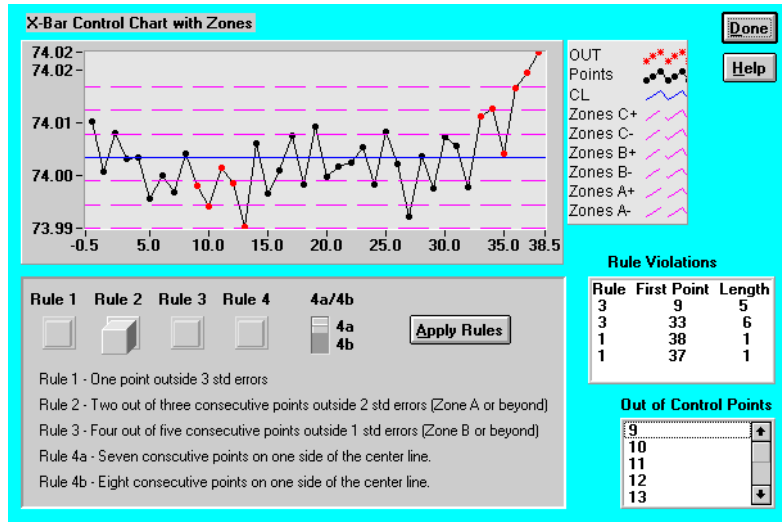 X-Bar Control Chart with Zones
Done
Help
74.02
74.02
74.01
74.00
73.99
-0.5 5.0 10.0 15.0 20.0 25.0 30.0 35.0 38.5
OUT
Points
CL
Zones C+
Zones C-
Zones B+
Zones B-
Zones A+
Zones A-
Rule 1 Rule 2 Rule 3 Rule 4 4a/4b
4a
4b
Apply Rules
Rule 1 - One point outside 3 std errors
Rule 2 - Two out of three consecutive points outside 2 std errors (Zone A or beyond)
Rule 3 - Four out of five consecutive points outside 1 std errors (Zone B or beyond)
Rule 4a - Seven conscutive points on one side of the center line.
Rule 4b - Eight consecutive points on one side of the center line.
Rule Violations
Rule First Point Length
3 9 5
3 33 6
1 38 1
1 37 1
Out of Control Points
9
10
11
12
13